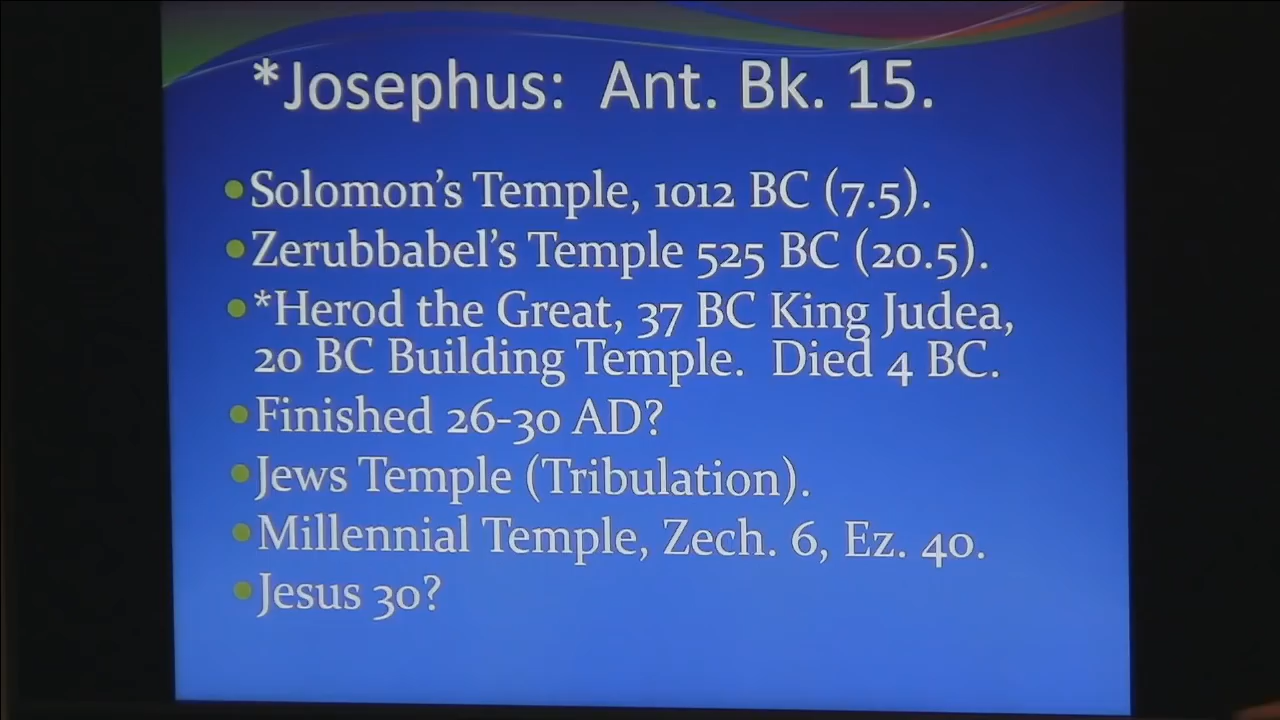 *Josephus: Ant. Bk. 15.
•Solomon's Temple, 1012 BC (7.5).
•Zerubbabel's Temple 525 BC (20.5).
•*Herod the Great, 37 BC King Judea,
20 BC Building Temple. Died 4 BC.
•Finished 26-30 AD?
•Jews Temple (Tribulation).
•Millennial Temple, Zech. 6, Ez. 40.
•Jesus 30?